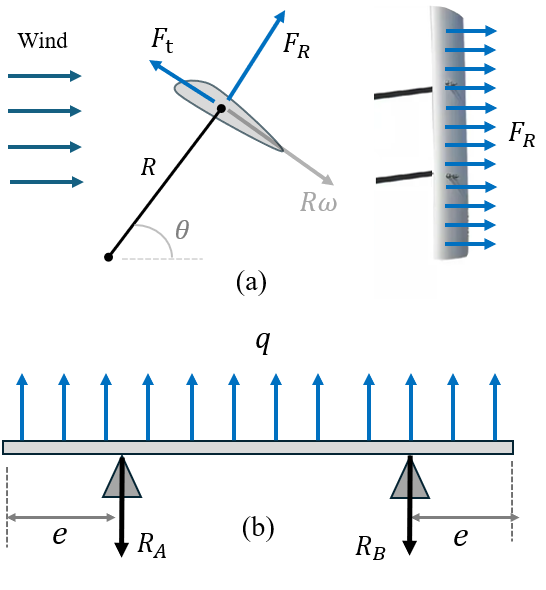 Wind
F_t
F_R
R
Rω
θ
F_R
(a)
q
e
R_A
(b)
R_B
e